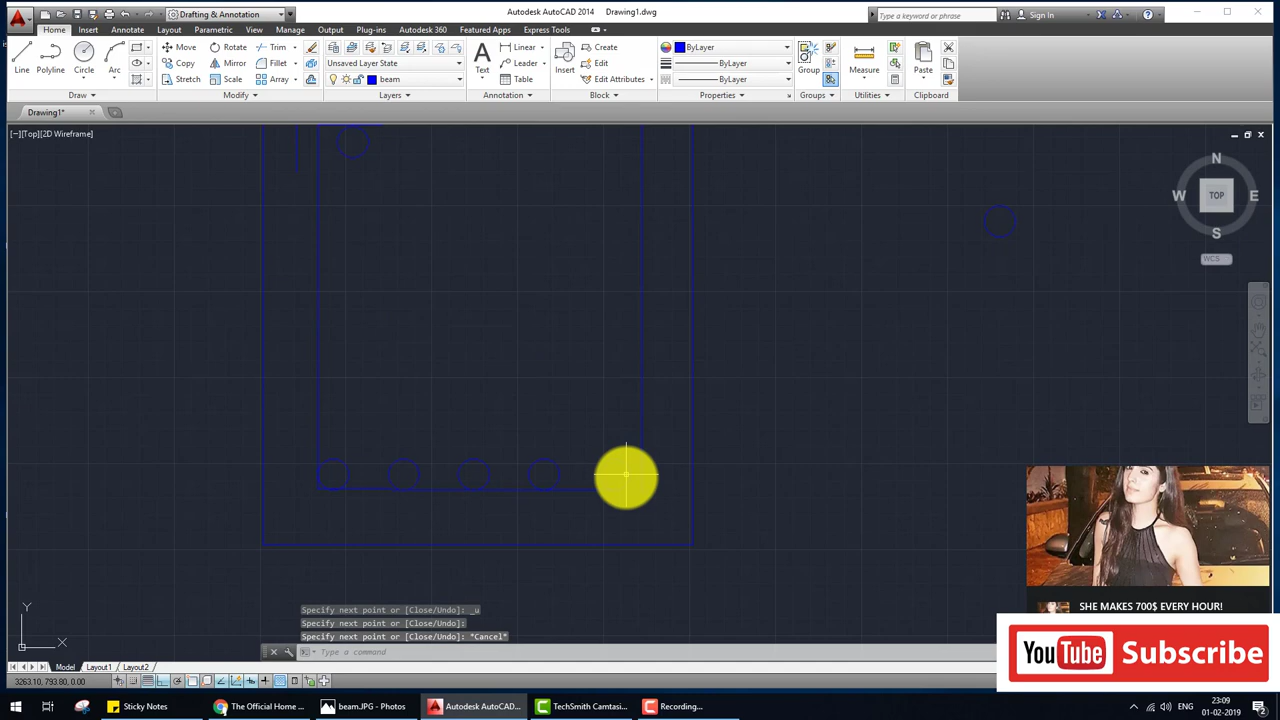 Autodesk AutoCAD 2014 Drawing1.dwg
Drafting & Annotation
Type a keyword or phrase
Sign In
Home Insert Annotate Layout Parametric View Manage Output Plug-ins Autodesk 360 Featured Apps Express Tools
Line Polyline Circle Arc
Move Rotate Trim
Copy Mirror Fillet
Stretch Scale Array
Unsaved Layer State
beam
Text
Linear
Leader
Table
Insert
Create
Edit
Edit Attributes
ByLayer
ByLayer
ByLayer
Group
Measure
Paste
Draw Modify Layers Annotation Block Properties Groups Utilities Clipboard
Drawing1*
[−][Top][2D Wireframe]
N
W TOP E
S
WCS
Y
X
Specify next point or [Close/Undo]: _u
Specify next point or [Close/Undo]:
Specify next point or [Close/Undo]: *Cancel*
Type a command
SHE MAKES 700$ EVERY HOUR!
YouTube Subscribe
Model Layout1 Layout2
3263.10, 793.80, 0.00
Sticky Notes
The Official Home ...
beam.JPG - Photos
Autodesk AutoCAD...
TechSmith Camtasi...
Recording...
ENG
23:09
01-02-2019
2